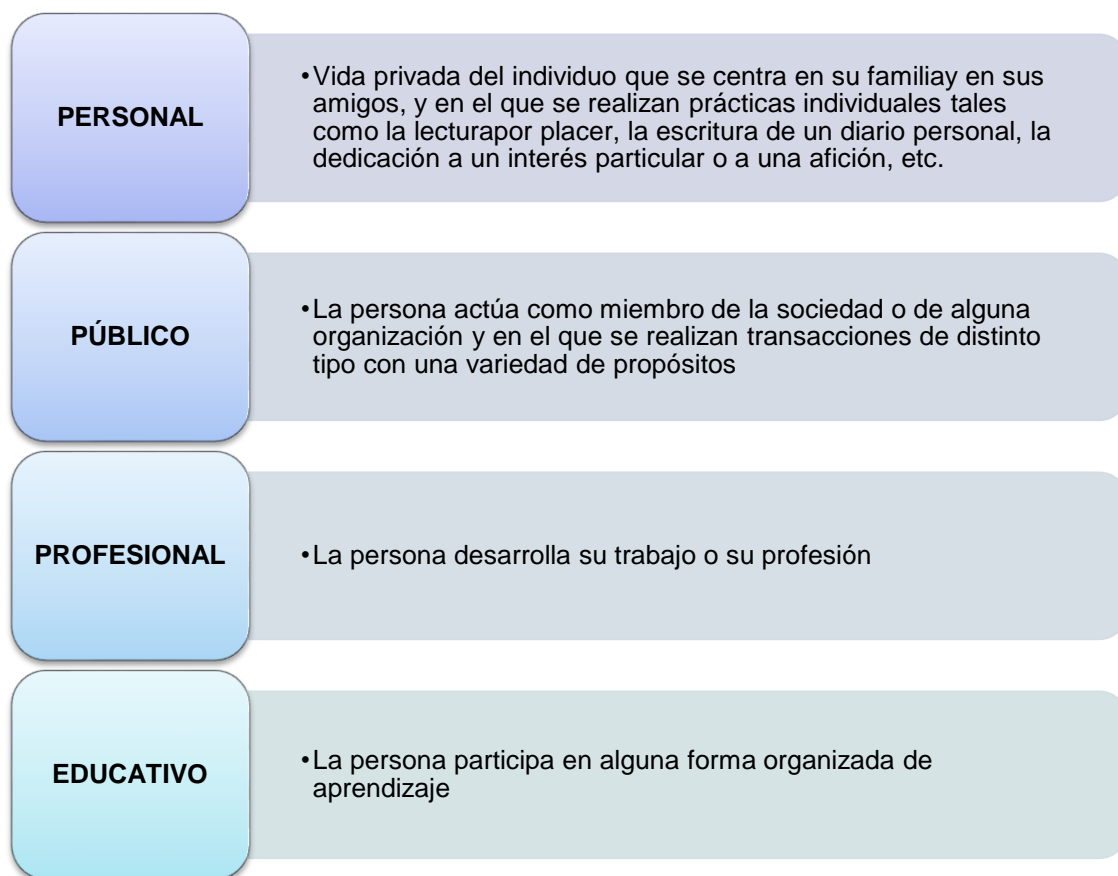 PERSONAL
•Vida privada del individuo que se centra en su familiay en sus
amigos, y en el que se realizan prácticas individuales tales
como la lecturapor placer, la escritura de un diario personal, la
dedicación a un interés particular o a una afición, etc.
PÚBLICO
•La persona actúa como miembro de la sociedad o de alguna
organización y en el que se realizan transacciones de distinto
tipo con una variedad de propósitos
PROFESIONAL
•La persona desarrolla su trabajo o su profesión
EDUCATIVO
•La persona participa en alguna forma organizada de
aprendizaje